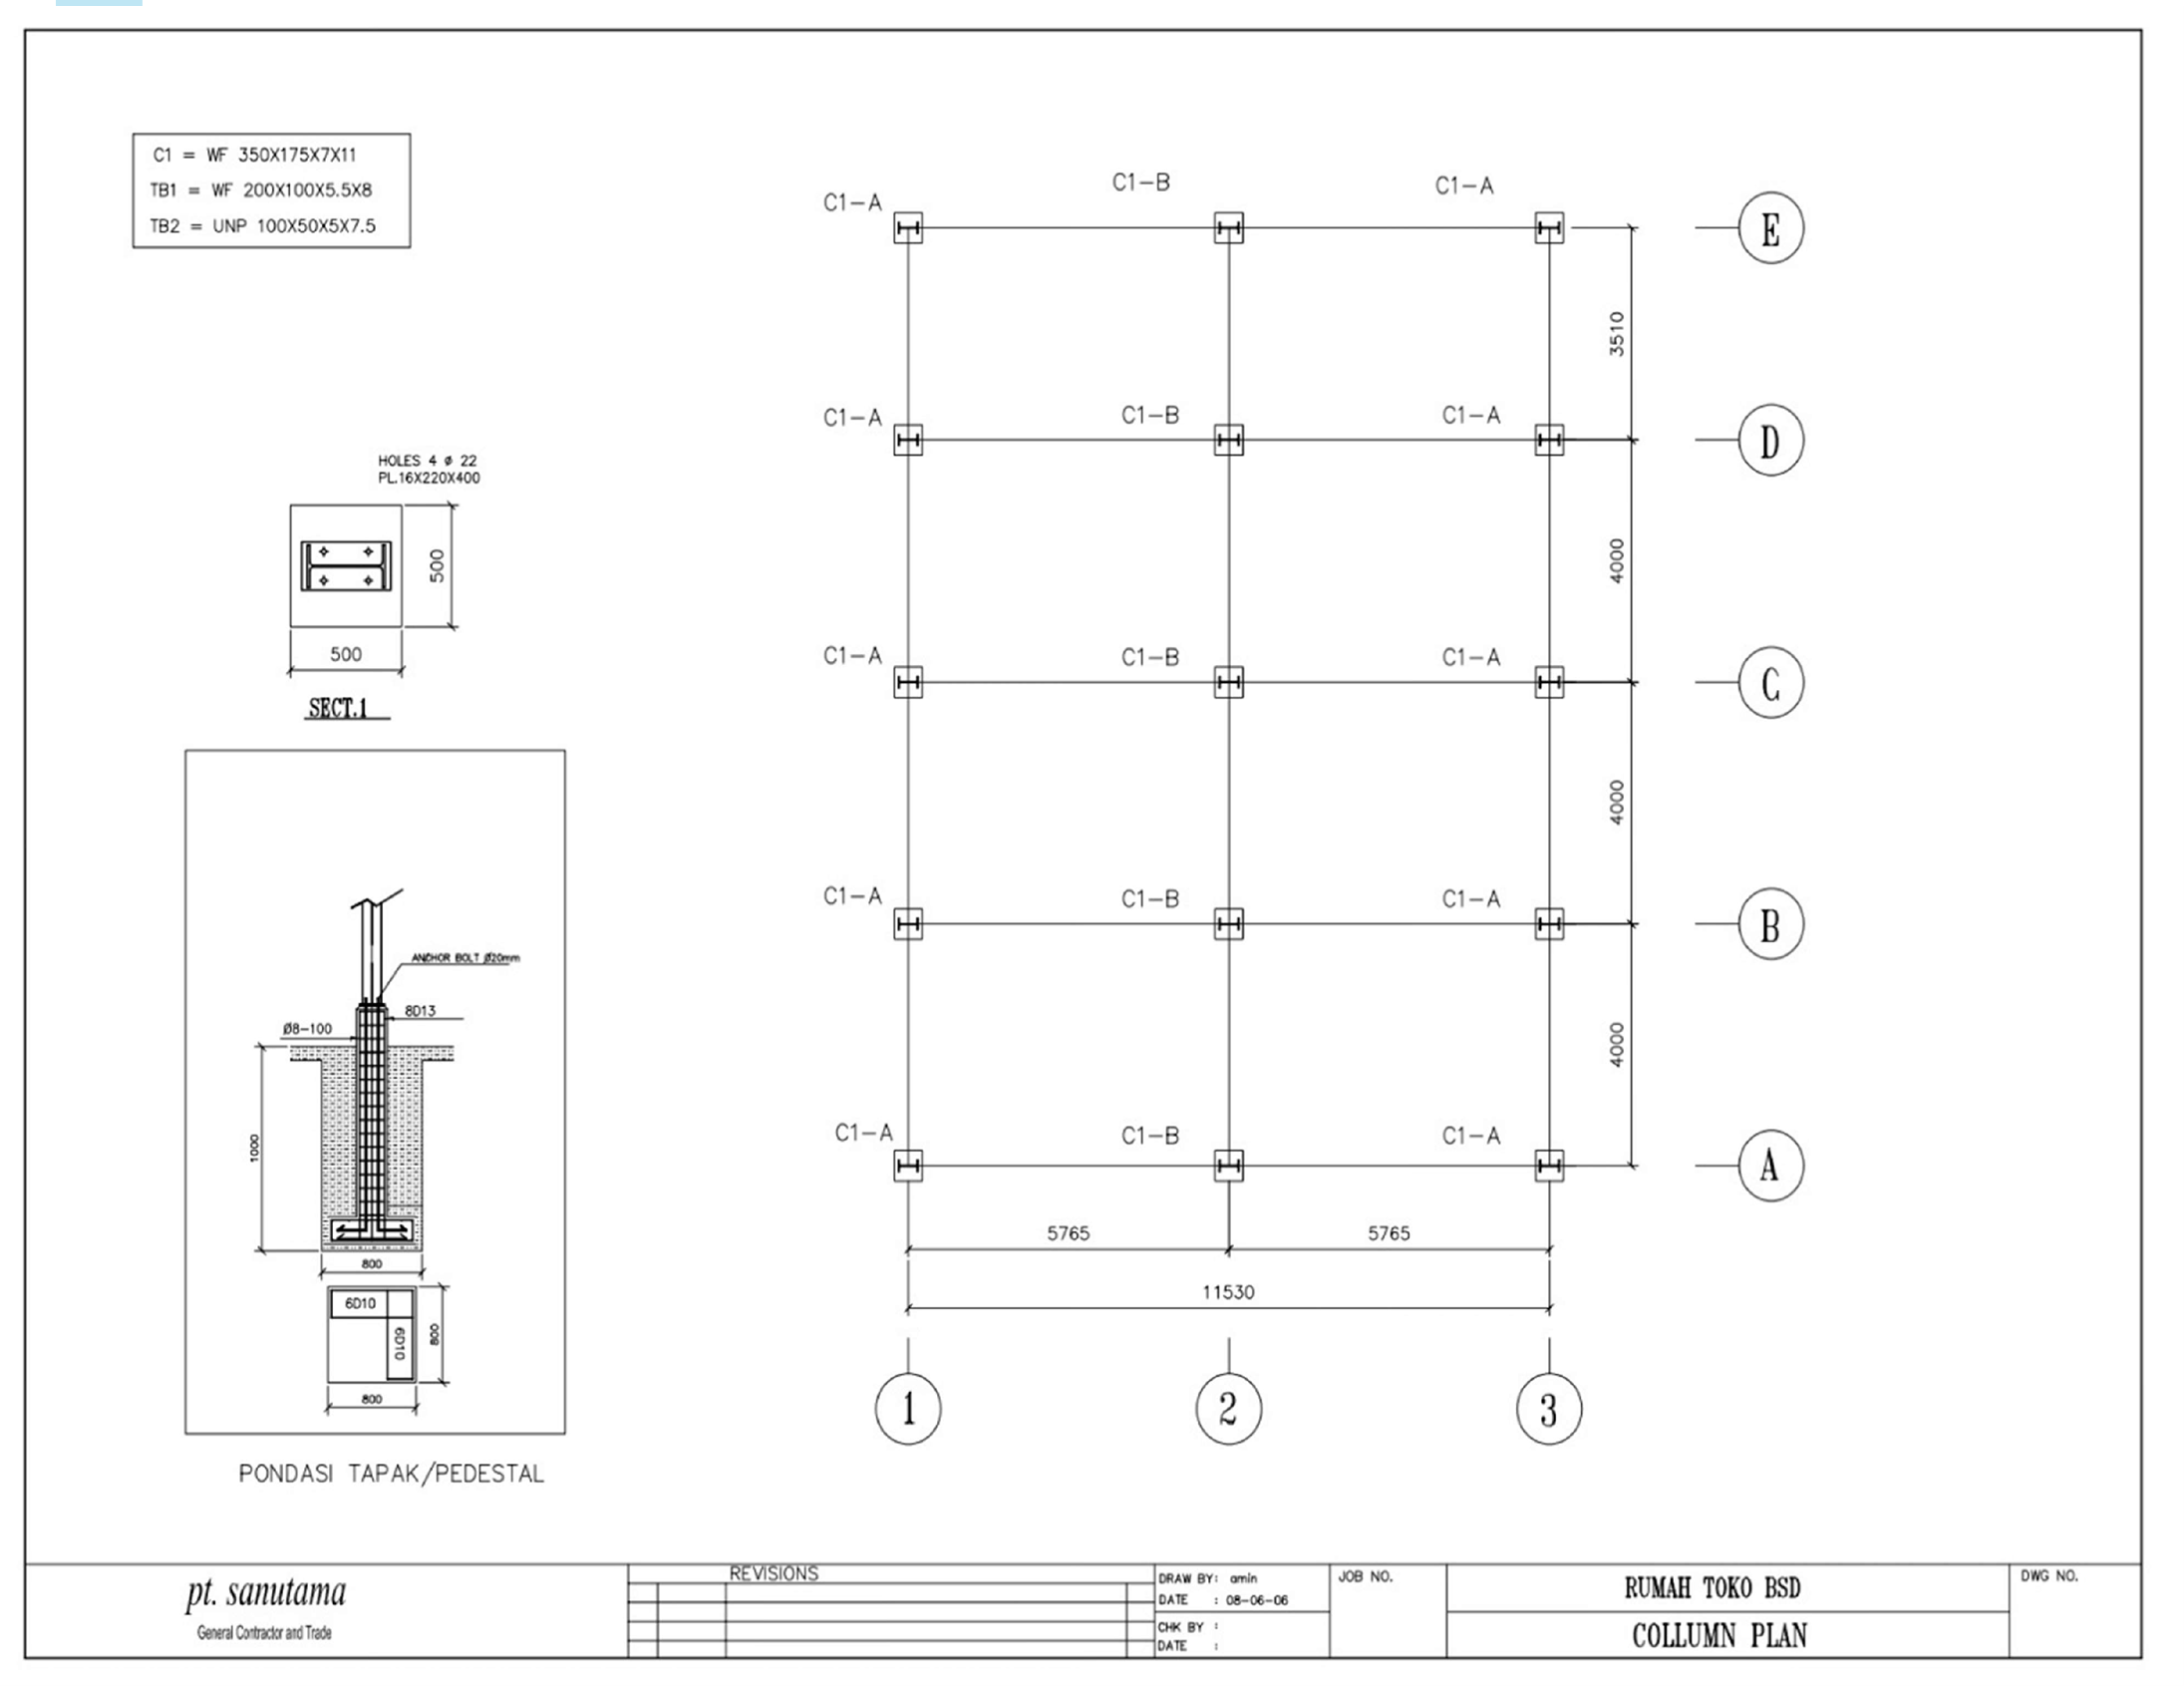 C1 = WF 350X175X7X11
TB1 = WF 200X100X5.5X8
TB2 = UNP 100X50X5X7.5
HOLES 4 ø 22
PL.16X220X400
500
500
SECT.1
ANCHOR BOLT Ø20mm
8D13
Ø8-100
1000
800
6D10
6D10
800
800
PONDASI TAPAK/PEDESTAL
C1-A
C1-B
C1-A
E
3510
C1-A
C1-B
C1-A
D
4000
C1-A
C1-B
C1-A
C
4000
C1-A
C1-B
C1-A
B
4000
C1-A
C1-B
C1-A
A
5765
5765
11530
1
2
3
pt. sanutama
General Contractor and Trade
REVISIONS
DRAW BY: amin
DATE : 08-06-06
CHK BY :
DATE :
JOB NO.
RUMAH TOKO BSD
COLLUMN PLAN
DWG NO.